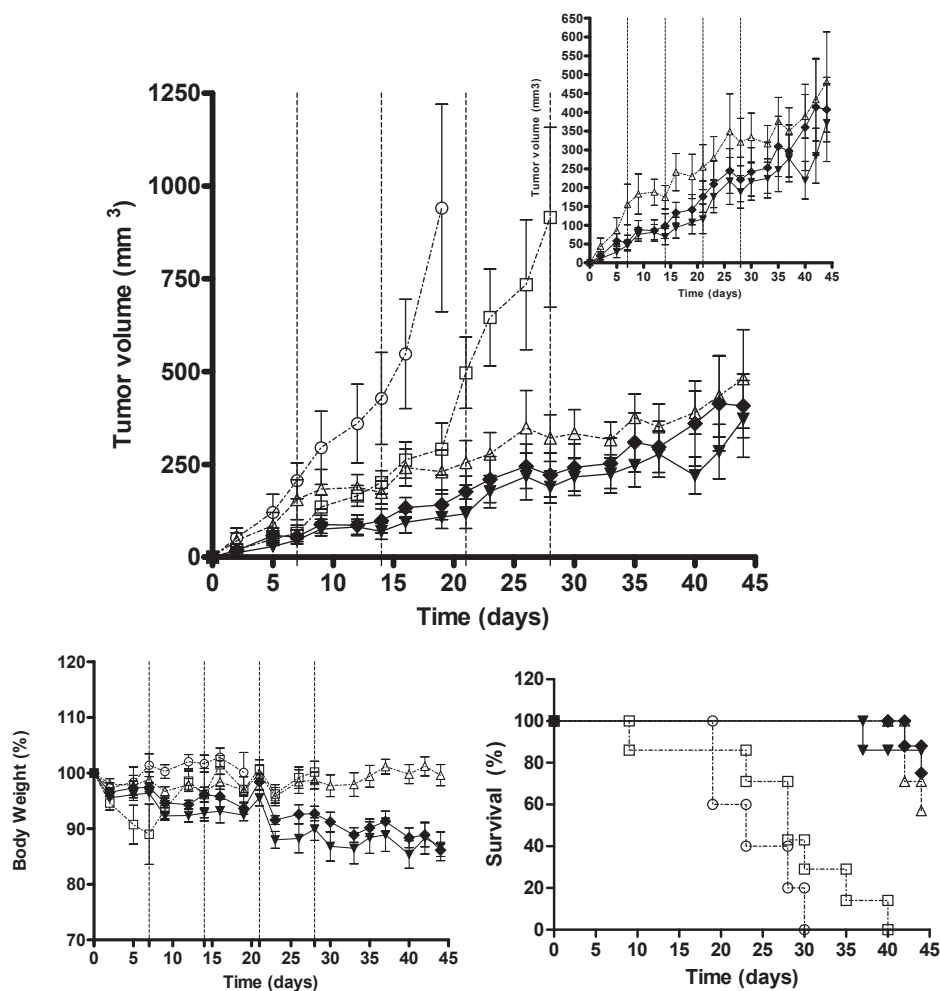 650
600
550
500
450
400
350
300
250
200
150
100
50
0
Tumor volume (mm3)
0 5 10 15 20 25 30 35 40 45
Time (days)
1250
1000
750
500
250
0
Tumor volume (mm 3)
0 5 10 15 21 25 30 35 40 45
Time (days)
120
110
100
90
80
70
Body Weight (%)
0 5 10 15 19 21 25 30 35 40 45
Time (days)
120
100
80
60
40
20
0
Survival (%)
0 5 10 15 20 25 30 35 40 45
Time (days)